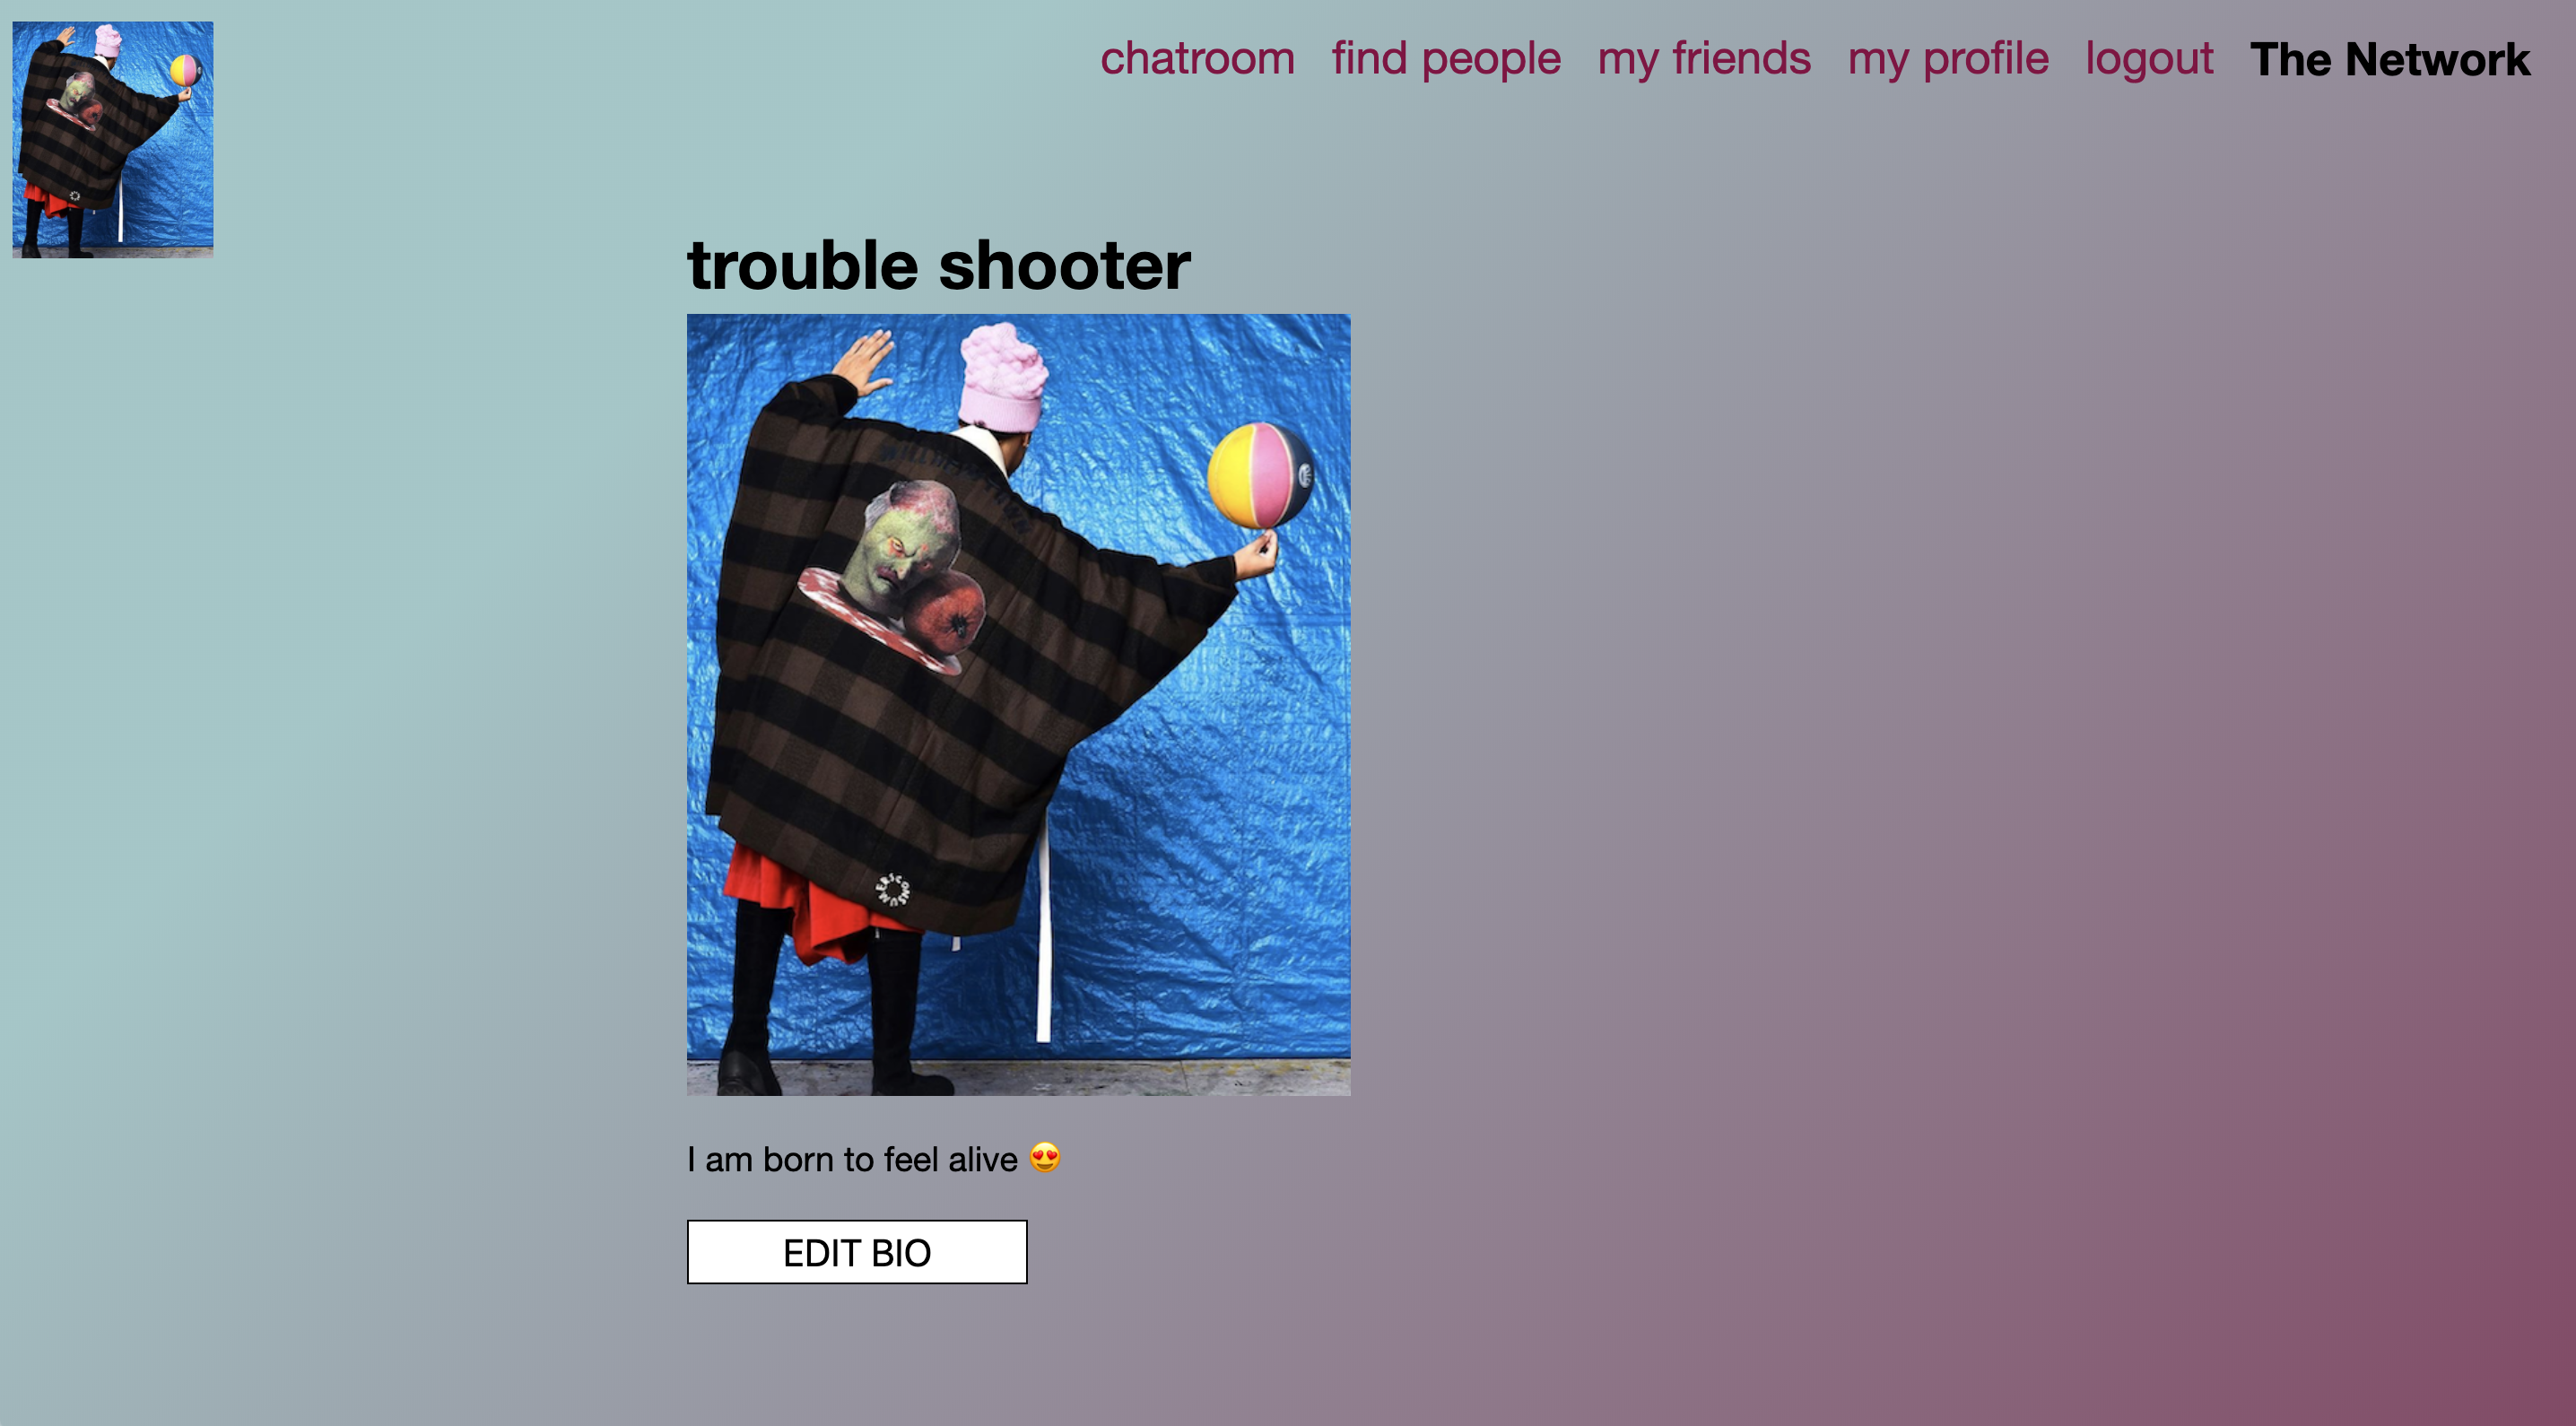 chatroom find people my friends my profile logout The Network
trouble shooter
I am born to feel alive 😍
EDIT BIO